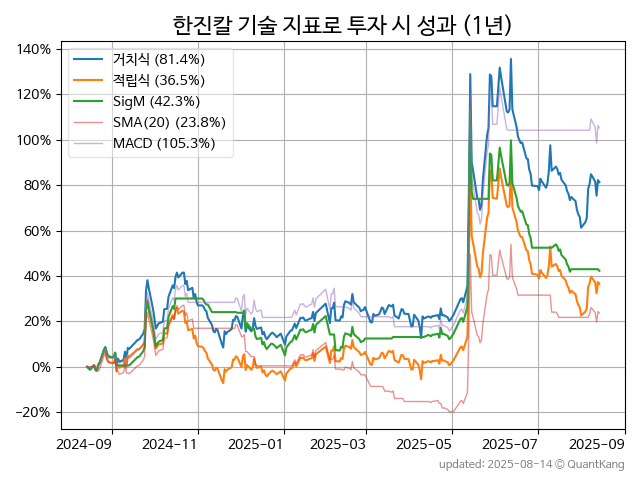 한진칼 기술 지표로 투자 시 성과 (1년)
140%
120%
100%
80%
60%
40%
20%
0%
−20%
거치식 (81.4%)
적립식 (36.5%)
SigM (42.3%)
SMA(20) (23.8%)
MACD (105.3%)
2024-09
2024-11
2025-01
2025-03
2025-05
2025-07
2025-09
updated: 2025-08-14 © QuantKang